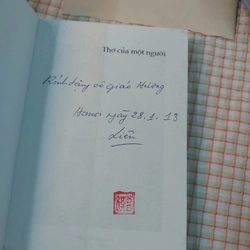 Thơ của một người
Kính tặng cô giáo Hương
Hanoi ngày 28.1.13
Liên